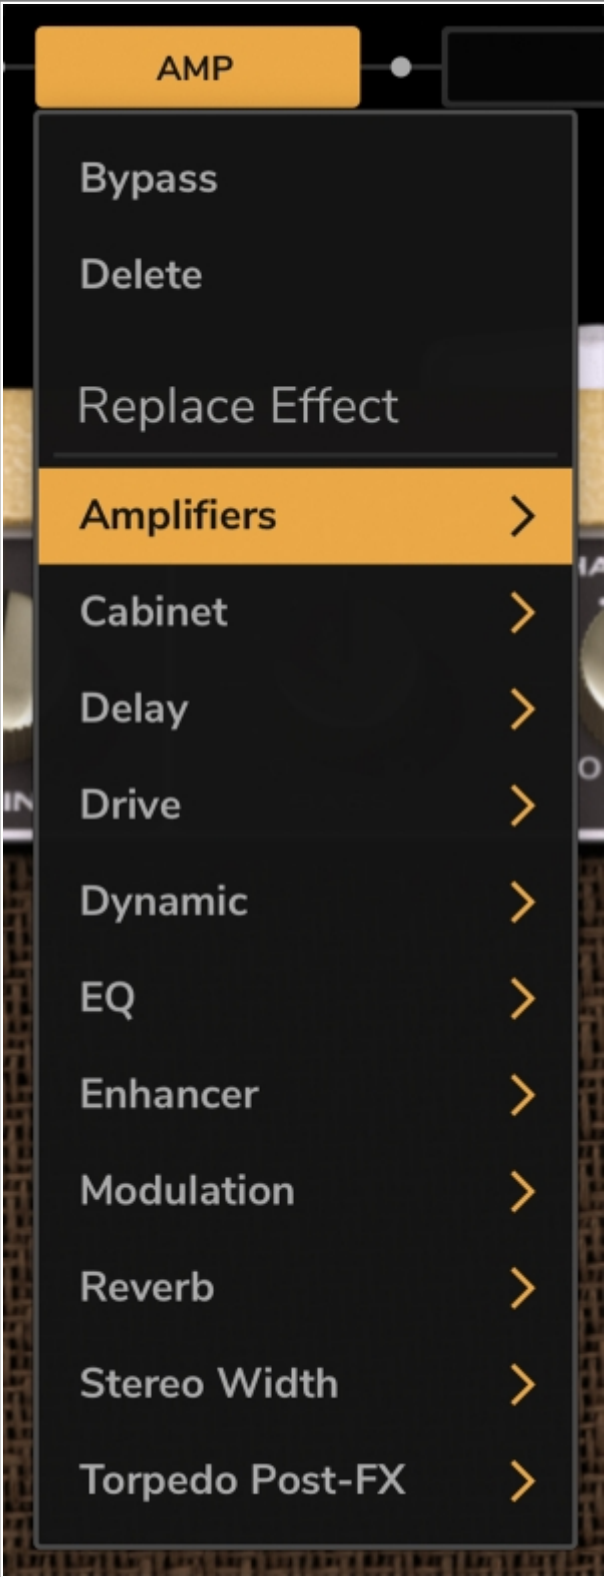 AMP
Bypass
Delete
Replace Effect
Amplifiers
Cabinet
Delay
Drive
Dynamic
EQ
Enhancer
Modulation
Reverb
Stereo Width
Torpedo Post-FX